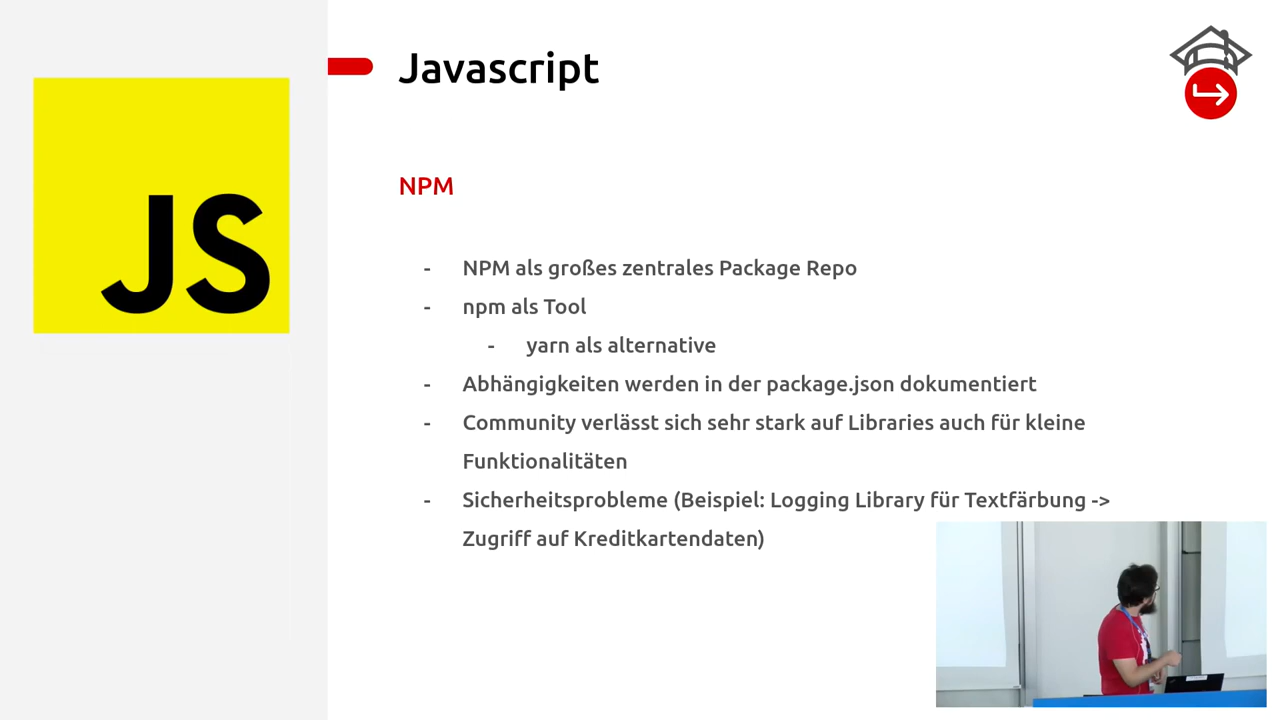 Javascript
JS
NPM
- NPM als großes zentrales Package Repo
- npm als Tool
- yarn als alternative
- Abhängigkeiten werden in der package.json dokumentiert
- Community verlässt sich sehr stark auf Libraries auch für kleine
Funktionalitäten
- Sicherheitsprobleme (Beispiel: Logging Library für Textfärbung ->
Zugriff auf Kreditkartendaten)